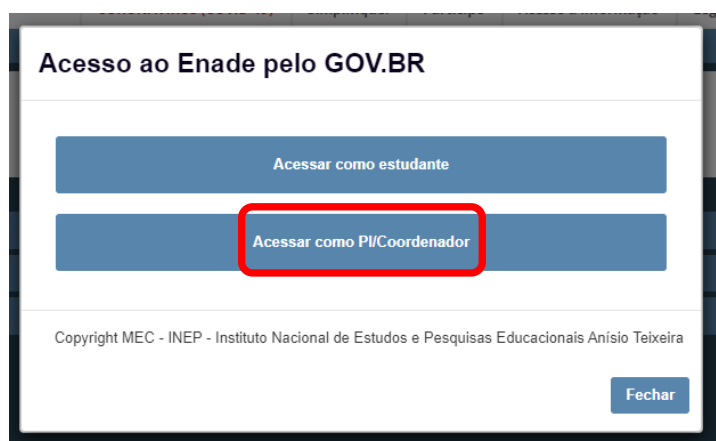 Acesso ao Enade pelo GOV.BR
Acessar como estudante
Acessar como PI/Coordenador
Copyright MEC - INEP - Instituto Nacional de Estudos e Pesquisas Educacionais Anísio Teixeira
Fechar